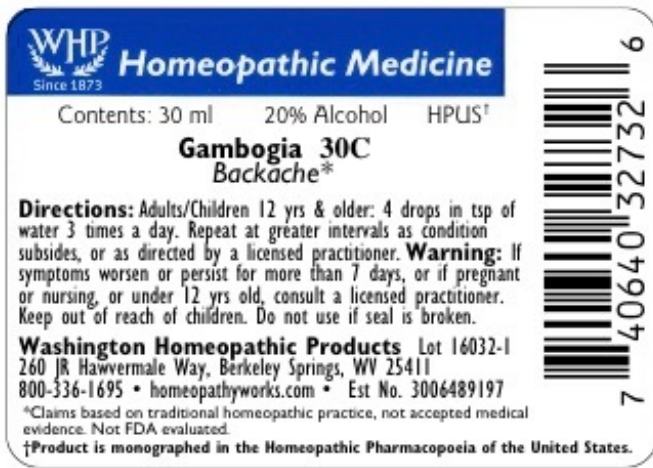 WHP
Since 1873
Homeopathic Medicine
Contents: 30 ml 20% Alcohol HPUS†
Gambogia 30C
Backache*
Directions: Adults/Children 12 yrs & older: 4 drops in tsp of
water 3 times a day. Repeat at greater intervals as condition
subsides, or as directed by a licensed practitioner. Warning: If
symptoms worsen or persist for more than 7 days, or if pregnant
or nursing, or under 12 yrs old, consult a licensed practitioner.
Keep out of reach of children. Do not use if seal is broken.
Washington Homeopathic Products Lot 16032-1
260 JR Hawvermale Way, Berkeley Springs, WV 25411
800-336-1695 • homeopathyworks.com • Est No. 3006489197
*Claims based on traditional homeopathic practice, not accepted medical
evidence. Not FDA evaluated.
†Product is monographed in the Homeopathic Pharmacopoeia of the United States.
7 40640 32732 6